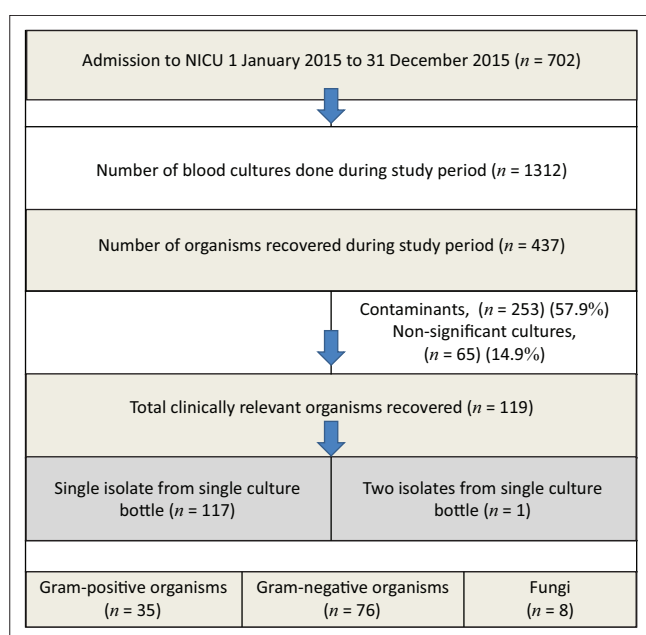 Admission to NICU 1 January 2015 to 31 December 2015 (n = 702)
Number of blood cultures done during study period (n = 1312)
Number of organisms recovered during study period (n = 437)
Contaminants, (n = 253) (57.9%)
Non-significant cultures,
(n = 65) (14.9%)
Total clinically relevant organisms recovered (n = 119)
Single isolate from single culture
bottle (n = 117)
Two isolates from single culture
bottle (n = 1)
Gram-positive organisms
(n = 35)
Gram-negative organisms
(n = 76)
Fungi
(n = 8)